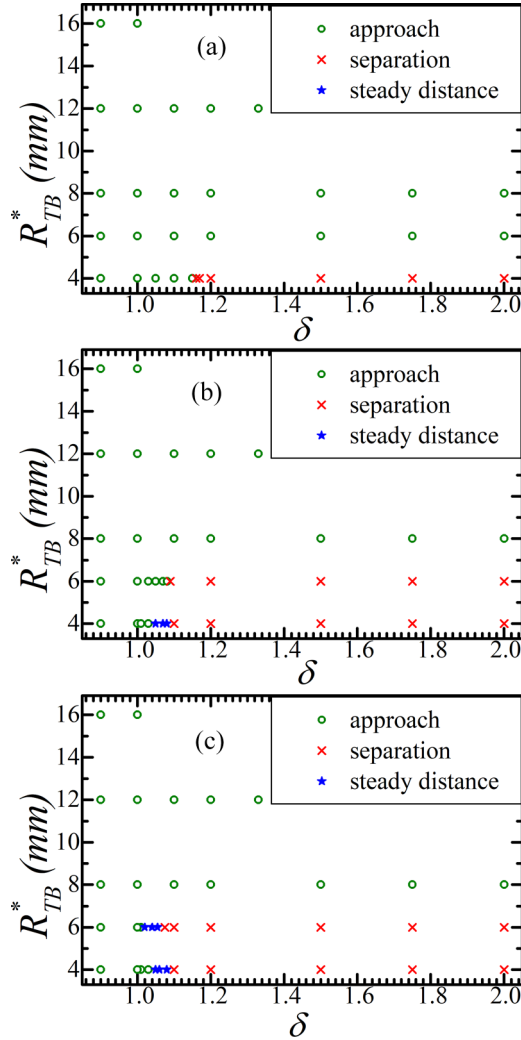 16
14
12
10
8
6
4
R*TB (mm)
(a)
approach
separation
steady distance
1.0 1.2 1.4 1.6 1.8 2.0
δ
16
14
12
10
8
6
4
R*TB (mm)
(b)
approach
separation
steady distance
1.0 1.2 1.4 1.6 1.8 2.0
δ
16
14
12
10
8
6
4
R*TB (mm)
(c)
approach
separation
steady distance
1.0 1.2 1.4 1.6 1.8 2.0
δ